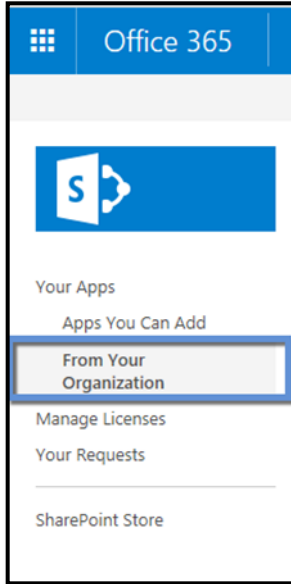 Office 365
S
Your Apps
Apps You Can Add
From Your
Organization
Manage Licenses
Your Requests
SharePoint Store